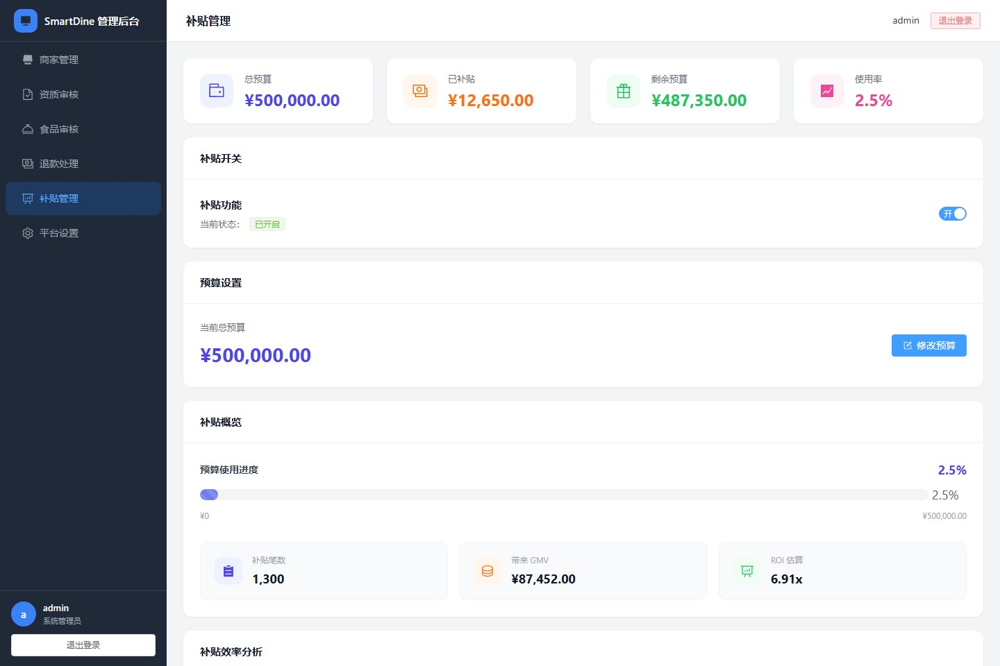 SmartDine 管理后台
商家管理
资质审核
食品审核
退款处理
补贴管理
平台设置
a
admin
系统管理员
退出登录
补贴管理
admin
退出登录
总预算
¥500,000.00
已补贴
¥12,650.00
剩余预算
¥487,350.00
使用率
2.5%
补贴开关
补贴功能
当前状态： 已开启
开
预算设置
当前总预算
¥500,000.00
修改预算
补贴概览
预算使用进度
2.5%
2.5%
¥0
¥500,000.00
补贴笔数
1,300
带来 GMV
¥87,452.00
ROI 估算
6.91x
补贴效率分析